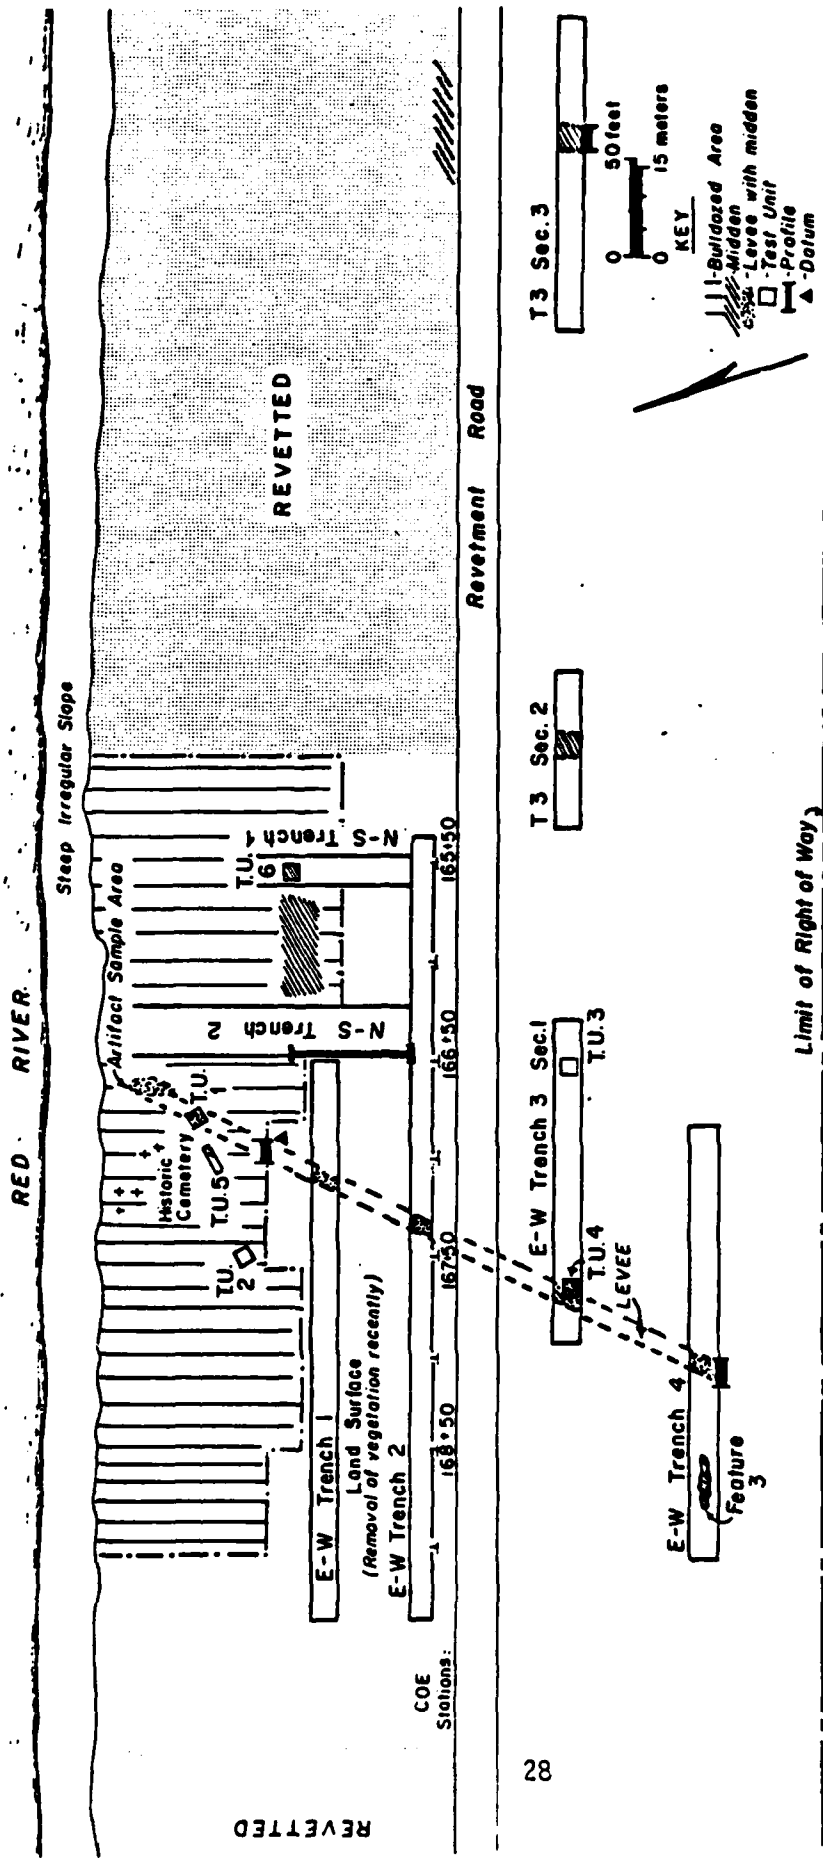 RED RIVER
Steep Irregular Slope
Artifact Sample Area
REVETTED
Historic
Cemetery
T.U.
1
T.U.5
T.U.
2
T.U.
6
N-S Trench 1
N-S Trench 2
E-W Trench 1
Land Surface
(Removal of vegetation recently)
E-W Trench 2
COE
Stations:
168+50
167+50
166+50
165+50
REVETTED
Revetment Road
E-W Trench 3 Sec.1
T.U.4
T.U.3
T3 Sec. 2
T3 Sec. 3
LEVEE
E-W Trench 4
Feature
3
0 50 feet
0 15 meters
KEY
-Bulldozed Area
-Midden
-Levee with midden
-Test Unit
-Profile
-Datum
Limit of Right of Way
28